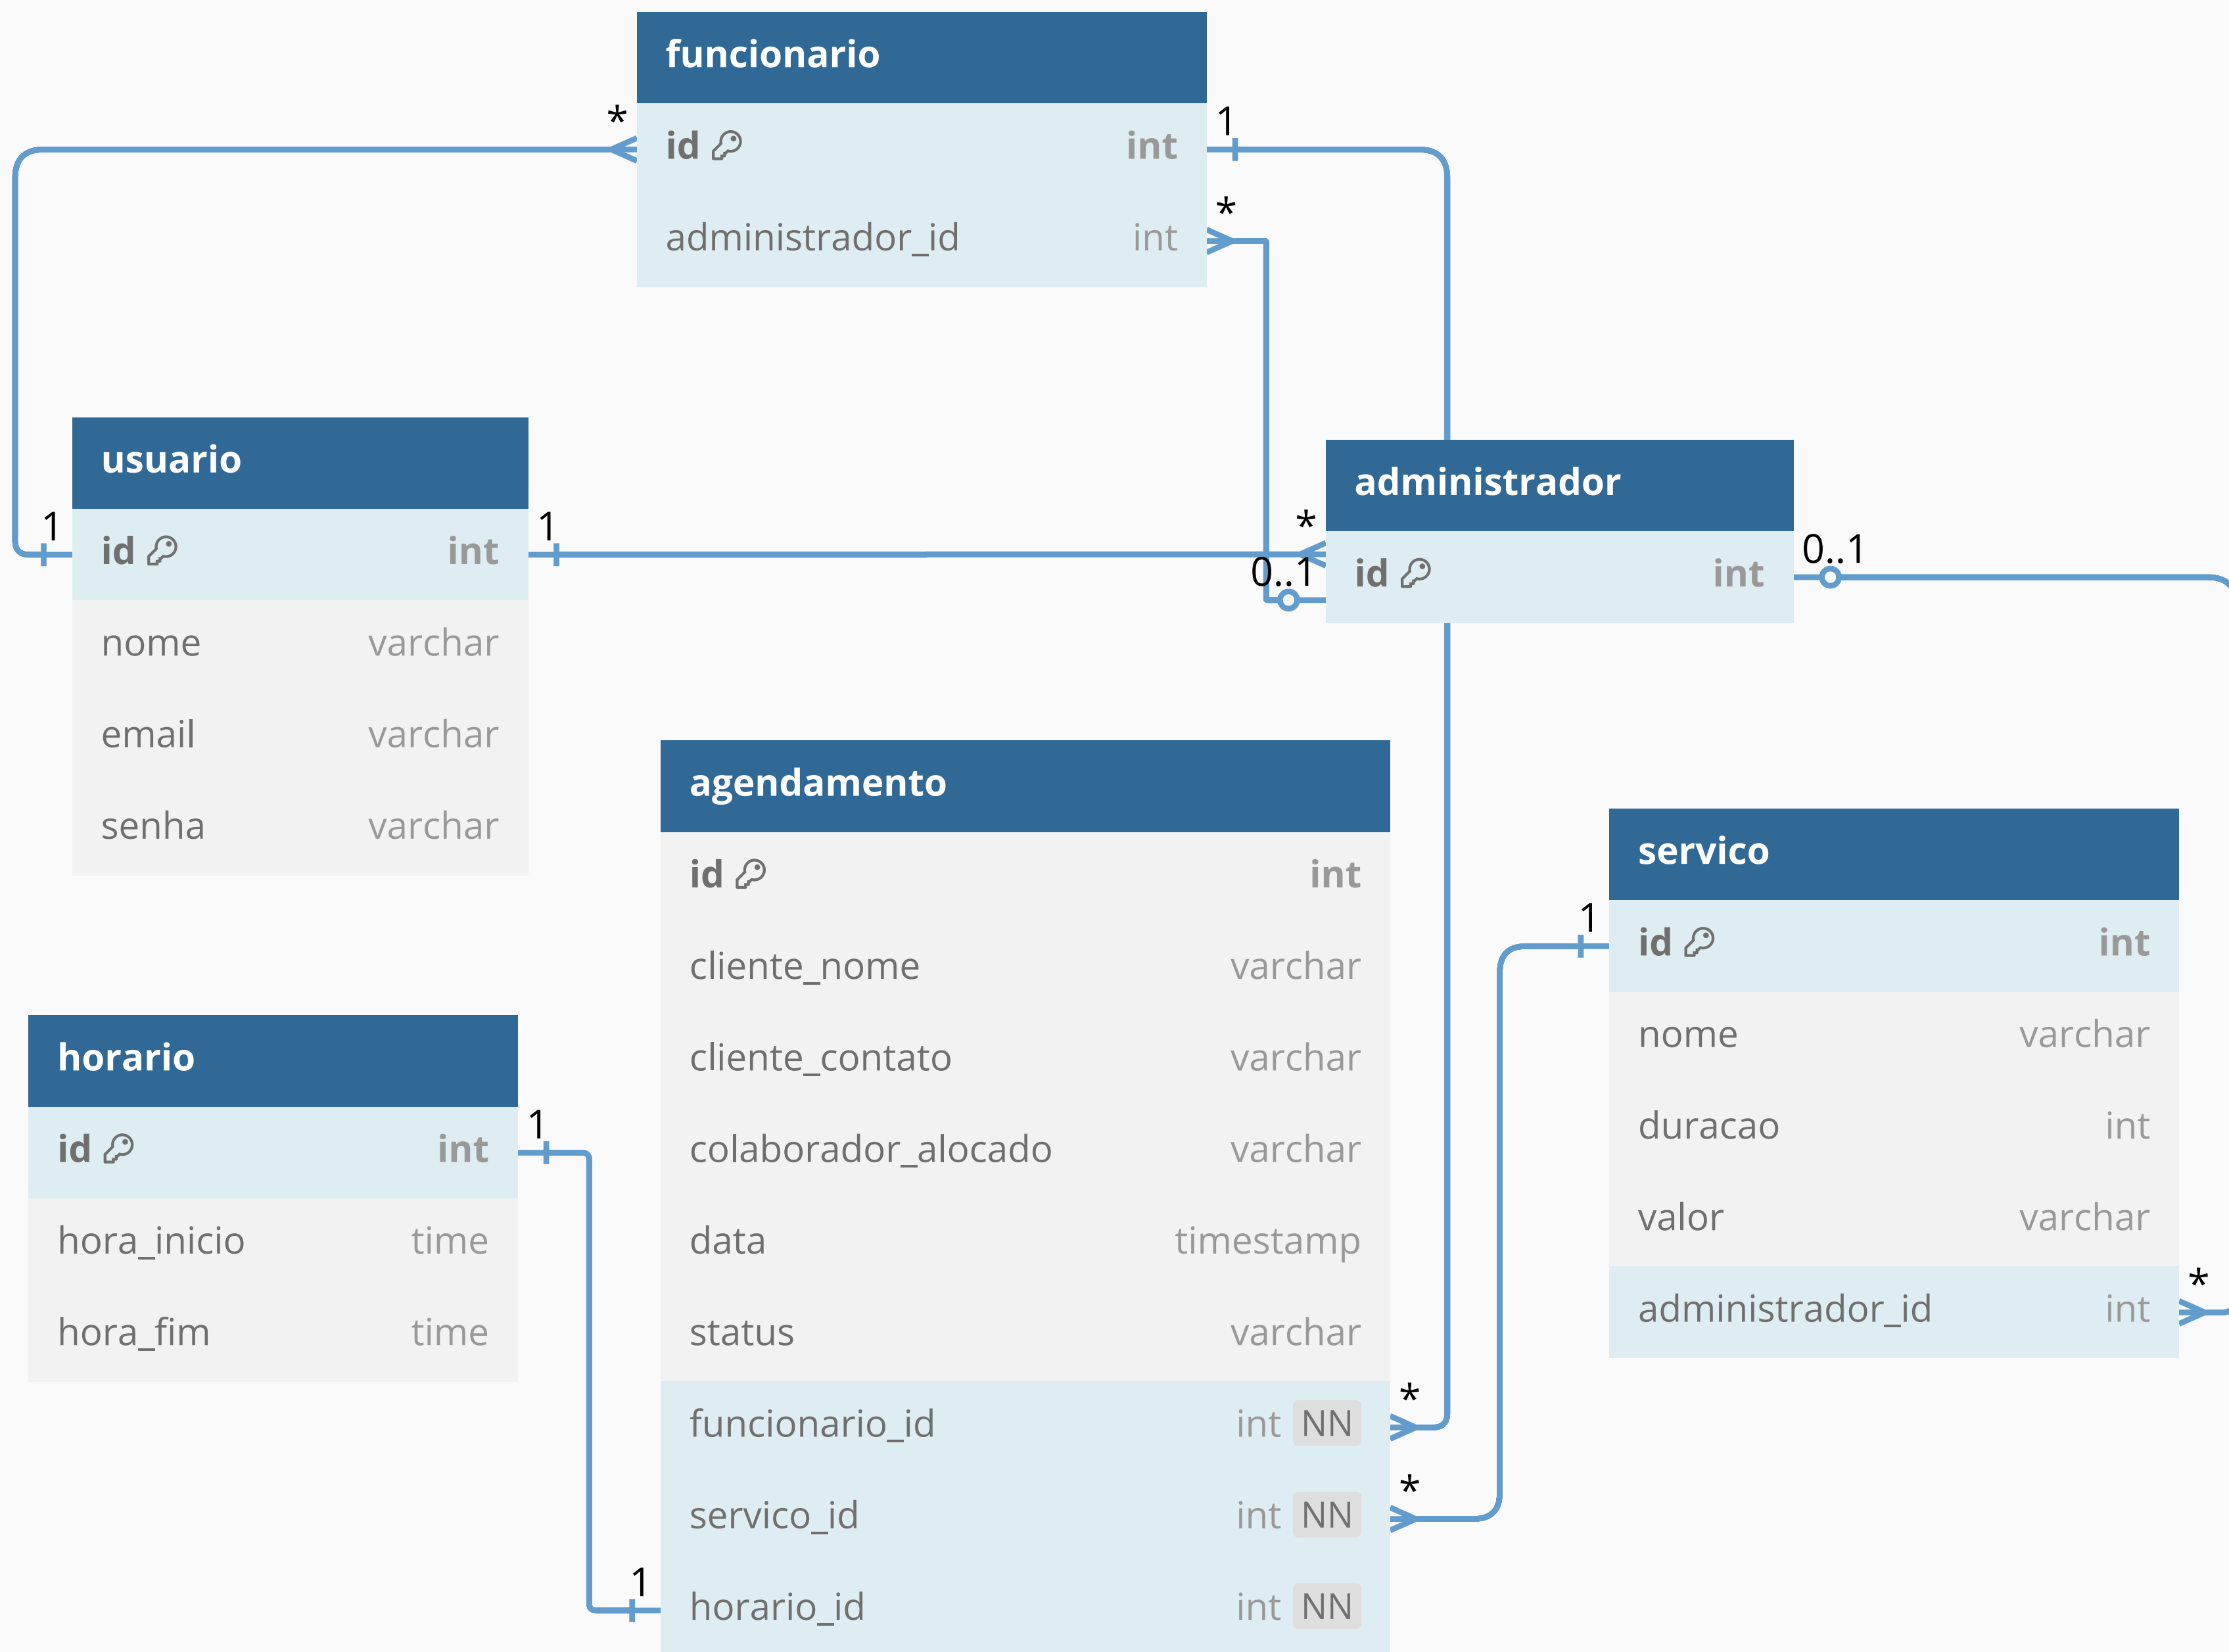 funcionario
* 1
id int
*
administrador_id int
usuario
1 1
id int
nome varchar
email varchar
senha varchar
administrador
* 0..1
0..1
id int
agendamento
id int
cliente_nome varchar
cliente_contato varchar
colaborador_alocado varchar
data timestamp
status varchar
*
funcionario_id int NN
*
servico_id int NN
1
horario_id int NN
servico
1
id int
nome varchar
duracao int
valor varchar
*
administrador_id int
horario
1
id int
hora_inicio time
hora_fim time